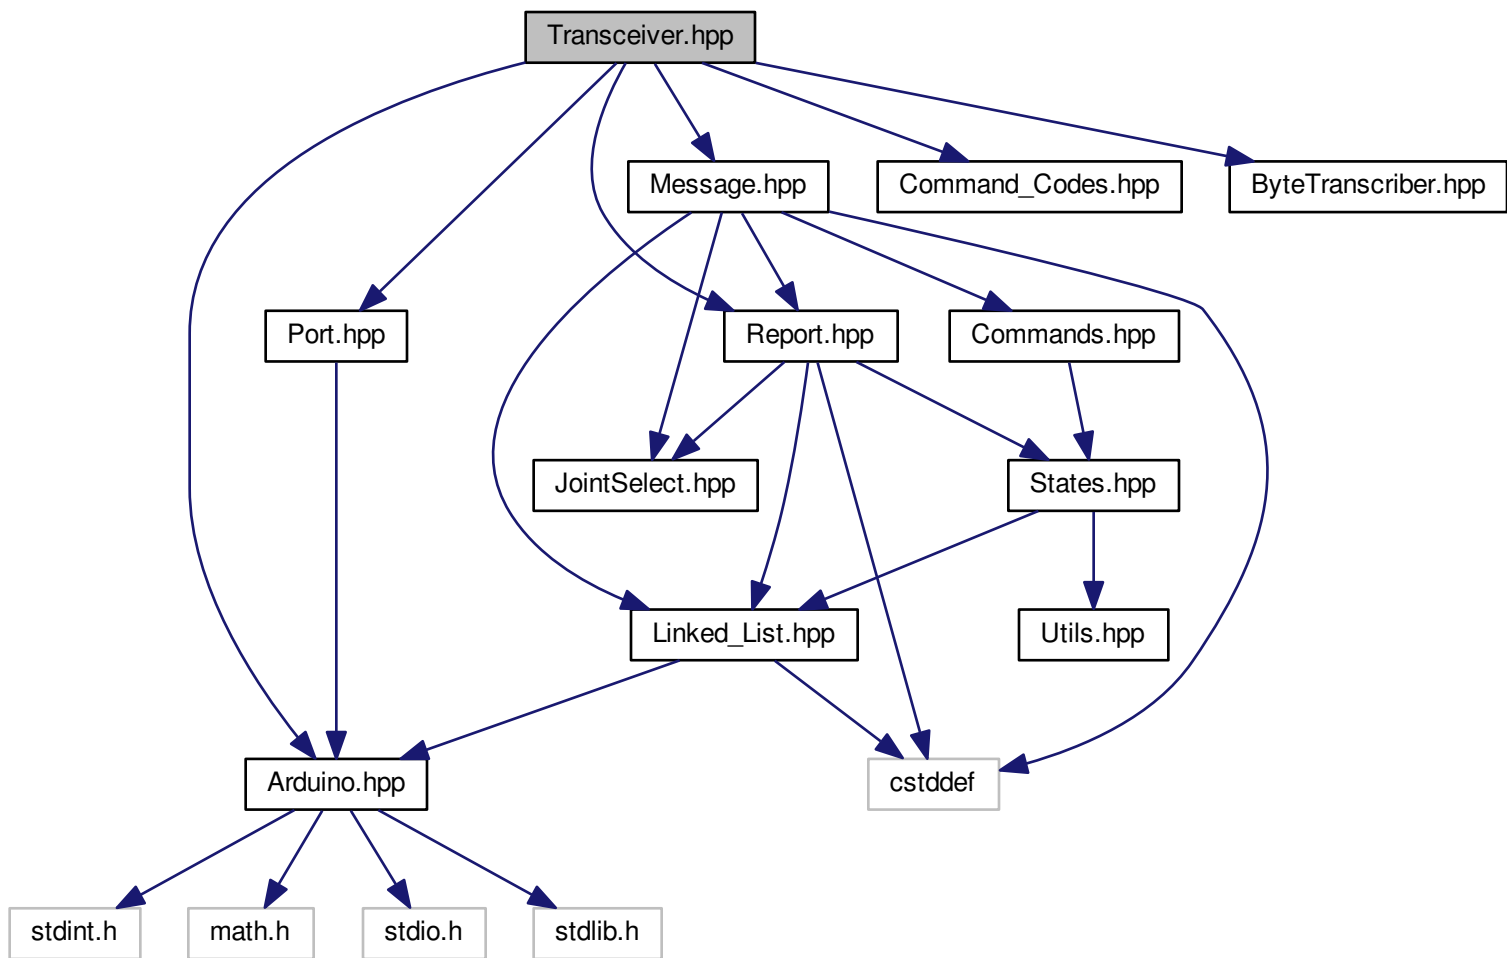 Transceiver.hpp
Message.hpp
Command_Codes.hpp
ByteTranscriber.hpp
Port.hpp
Report.hpp
Commands.hpp
JointSelect.hpp
States.hpp
Linked_List.hpp
Utils.hpp
Arduino.hpp
cstddef
stdint.h
math.h
stdio.h
stdlib.h